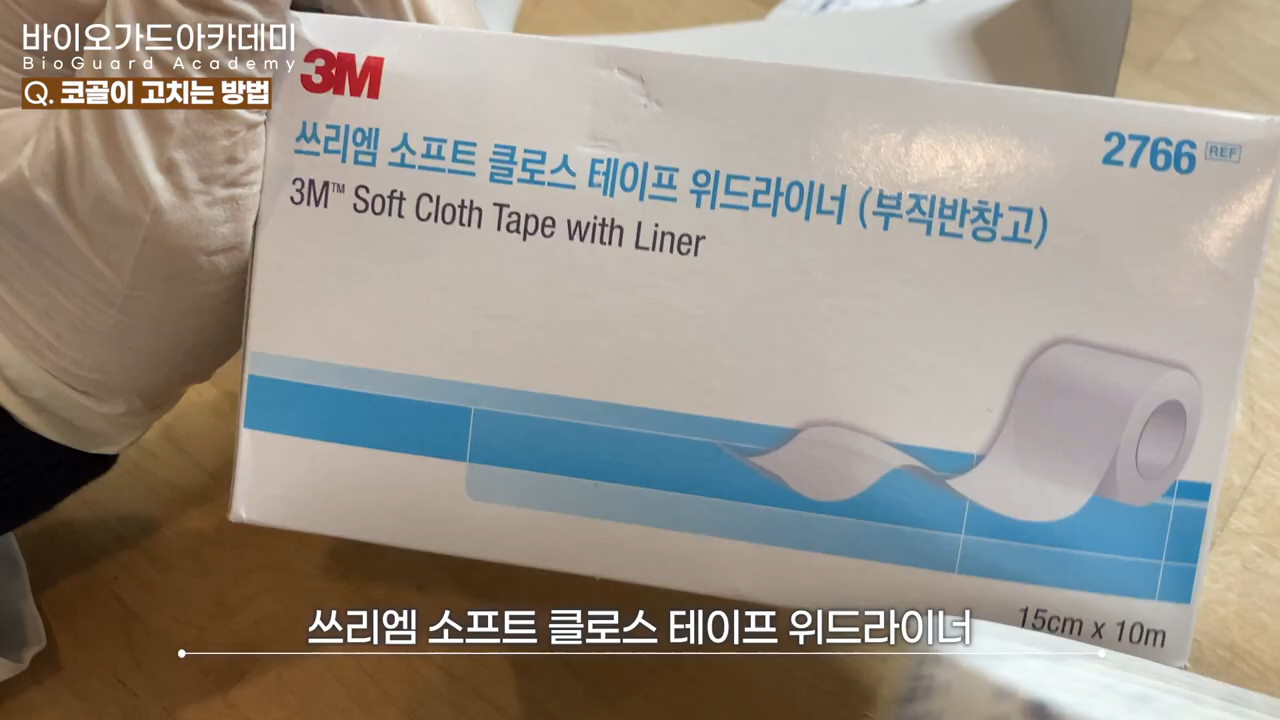 바이오가드아카데미
BioGuard Academy
Q. 코골이 고치는 방법
3M
2766 REF
쓰리엠 소프트 클로스 테이프 위드라이너 (부직반창고)
3M™ Soft Cloth Tape with Liner
15cm x 10m
쓰리엠 소프트 클로스 테이프 위드라이너